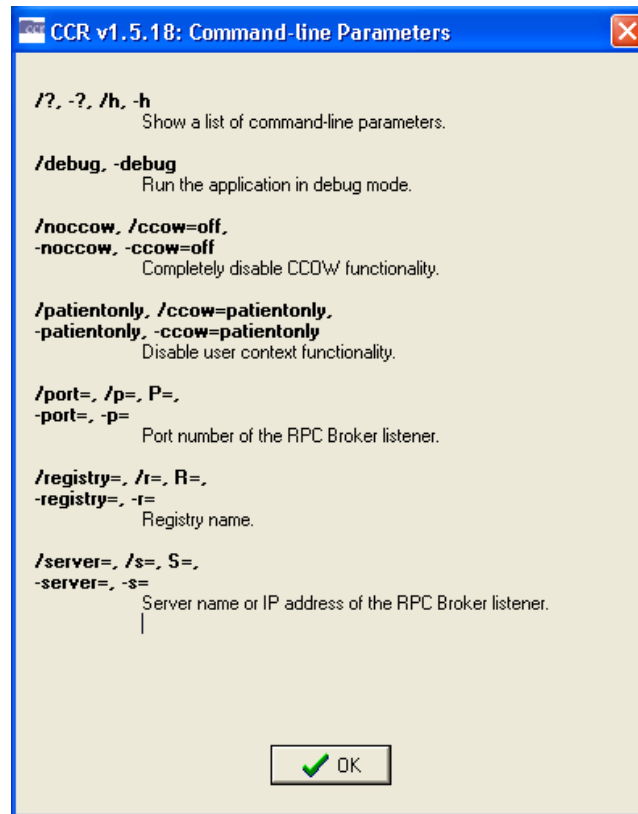 CCR v1.5.18: Command-line Parameters
/?, -?, /h, -h
Show a list of command-line parameters.
/debug, -debug
Run the application in debug mode.
/noccow, /ccow=off,
-noccow, -ccow=off
Completely disable CCOW functionality.
/patientonly, /ccow=patientonly,
-patientonly, -ccow=patientonly
Disable user context functionality.
/port=, /p=, P=,
-port=, -p=
Port number of the RPC Broker listener.
/registry=, /r=, R=,
-registry=, -r=
Registry name.
/server=, /s=, S=,
-server=, -s=
Server name or IP address of the RPC Broker listener.
OK